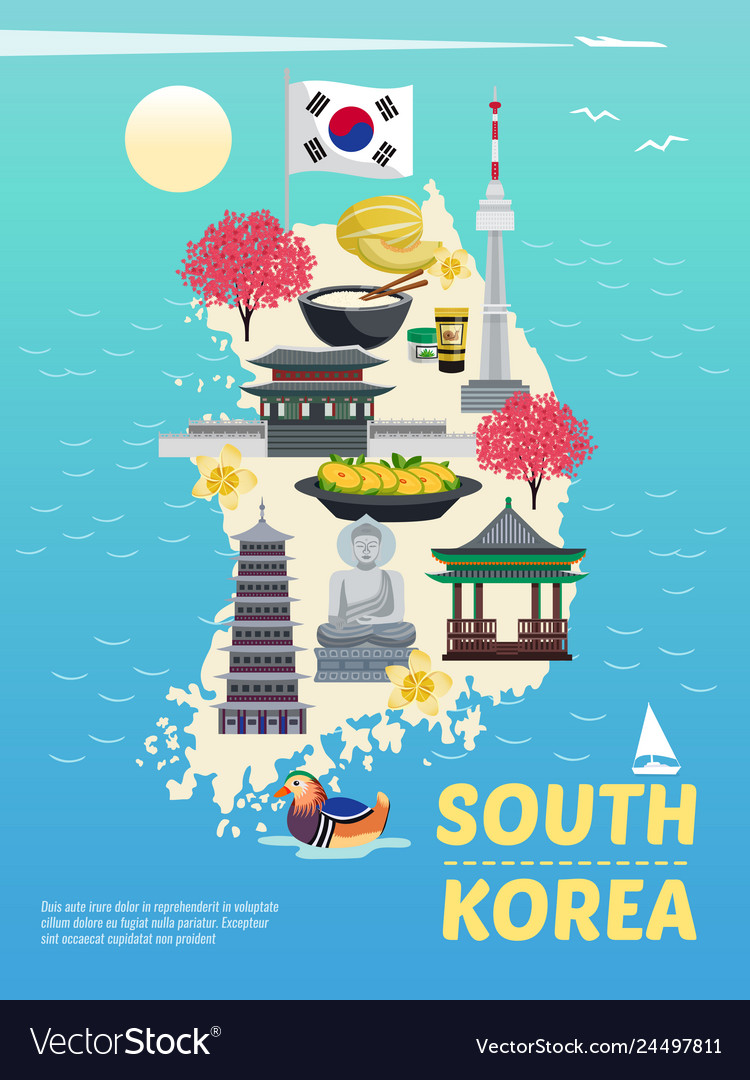 SOUTH
KOREA
Duis aute irure dolor in reprehenderit in voluptate
cillum dolore eu fugiat nulla pariatur. Excepteur
sint occaecat cupidatat non proident
VectorStock®
VectorStock.com/24497811